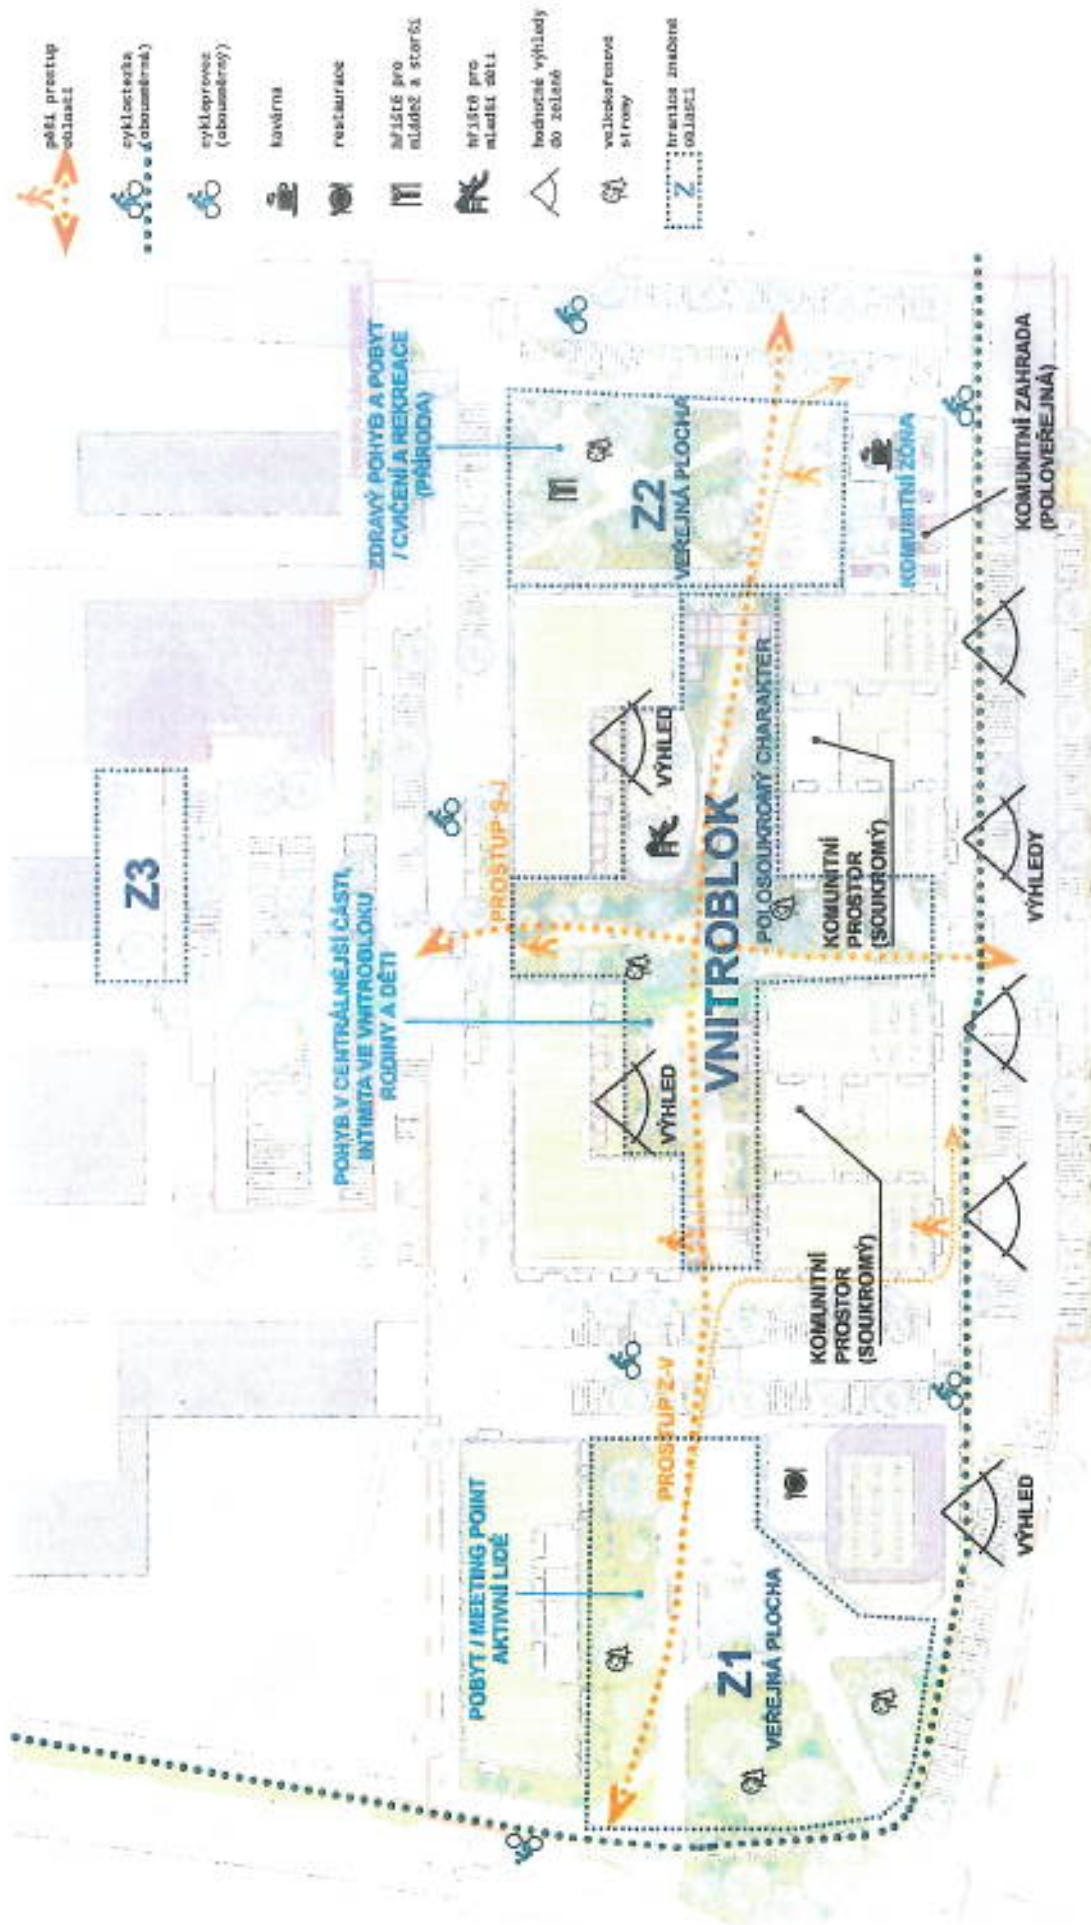 pěší prostup
oblastí
cyklostezka
(obousměrná)
cykloprovoz
(obousměrný)
kavárna
restaurace
hřiště pro
mládež a starší
hřiště pro
mladší děti
hodnotné výhledy
do zeleně
velkokorunové
stromy
Z
hranice značené
oblasti
POBYT / MEETING POINT
AKTIVNÍ LIDÉ
Z1
VEŘEJNÁ PLOCHA
PROSTUP Z-V
VÝHLED
POHYB V CENTRÁLNĚJŠÍ ČÁSTI,
INTIMITA VE VNITROBLOKU
RODINY A DĚTI
Z3
PROSTUP S-J
VÝHLED
VÝHLED
VNITROBLOK
POLOSOUKROMÝ CHARAKTER
KOMUNITNÍ
PROSTOR
(SOUKROMÝ)
KOMUNITNÍ
PROSTOR
(SOUKROMÝ)
VÝHLEDY
ZDRAVÝ POHYB A POBYT
/ CVIČENÍ A REKREACE
(PŘÍRODA)
Z2
VEŘEJNÁ PLOCHA
KOMUNITNÍ ZÓNA
KOMUNITNÍ ZAHRADA
(POLOVEŘEJNÁ)